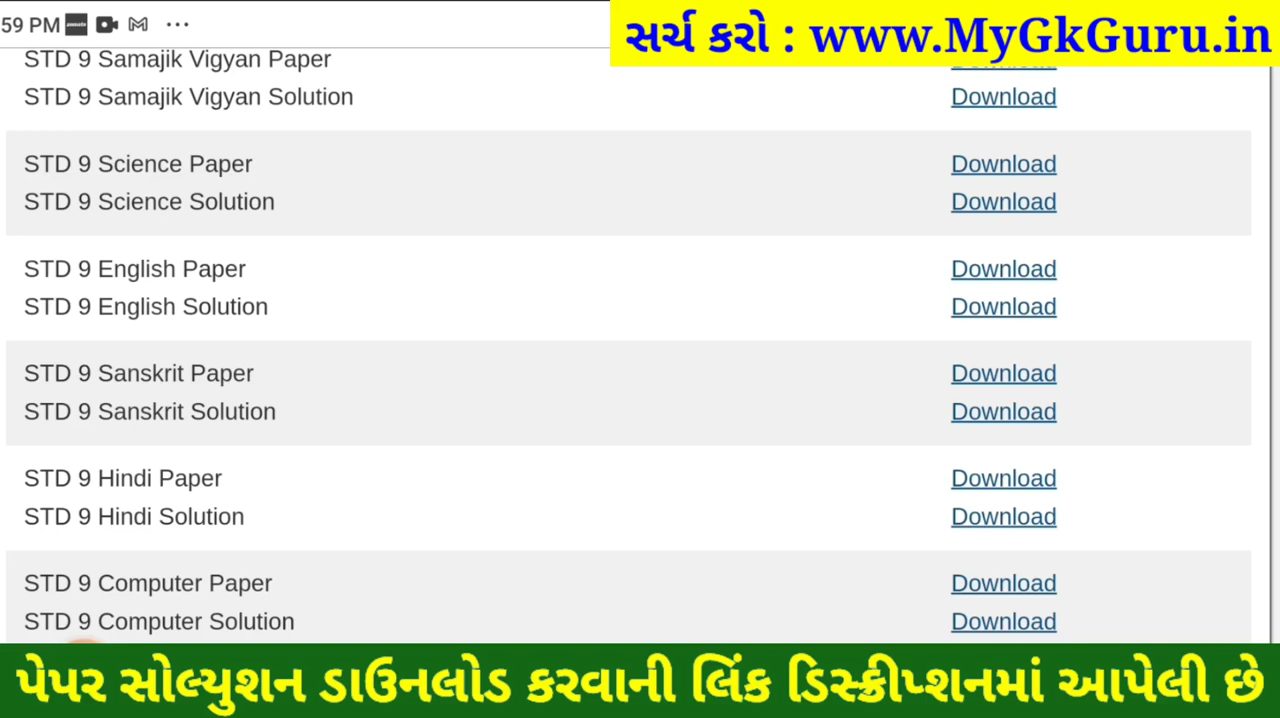 59 PM
સર્ચ કરો : www.MyGkGuru.in
STD 9 Samajik Vigyan Paper
STD 9 Samajik Vigyan Solution Download
STD 9 Science Paper Download
STD 9 Science Solution Download
STD 9 English Paper Download
STD 9 English Solution Download
STD 9 Sanskrit Paper Download
STD 9 Sanskrit Solution Download
STD 9 Hindi Paper Download
STD 9 Hindi Solution Download
STD 9 Computer Paper Download
STD 9 Computer Solution Download
પેપર સોલ્યુશન ડાઉનલોડ કરવાની લિંક ડિસ્ક્રીપ્શનમાં આપેલી છે